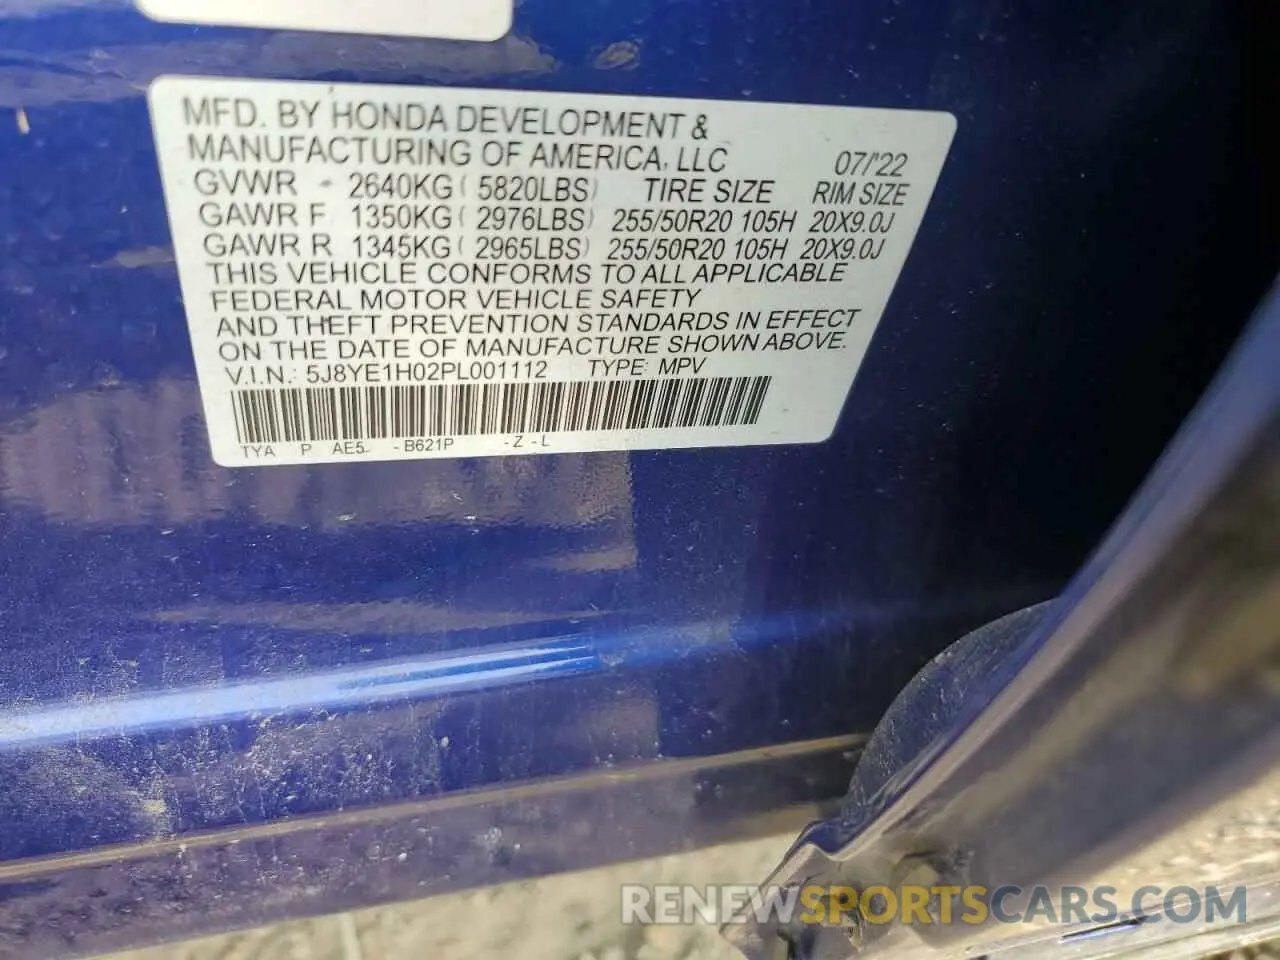 MFD. BY HONDA DEVELOPMENT &
MANUFACTURING OF AMERICA, LLC 07/'22
GVWR - 2640KG ( 5820LBS) TIRE SIZE RIM SIZE
GAWR F 1350KG ( 2976LBS) 255/50R20 105H 20X9.0J
GAWR R 1345KG ( 2965LBS) 255/50R20 105H 20X9.0J
THIS VEHICLE CONFORMS TO ALL APPLICABLE
FEDERAL MOTOR VEHICLE SAFETY
AND THEFT PREVENTION STANDARDS IN EFFECT
ON THE DATE OF MANUFACTURE SHOWN ABOVE.
V.I.N.: 5J8YE1H02PL001112 TYPE: MPV
TYA P AE5- -B621P -Z-L
RENEWSPORTSCARS.COM